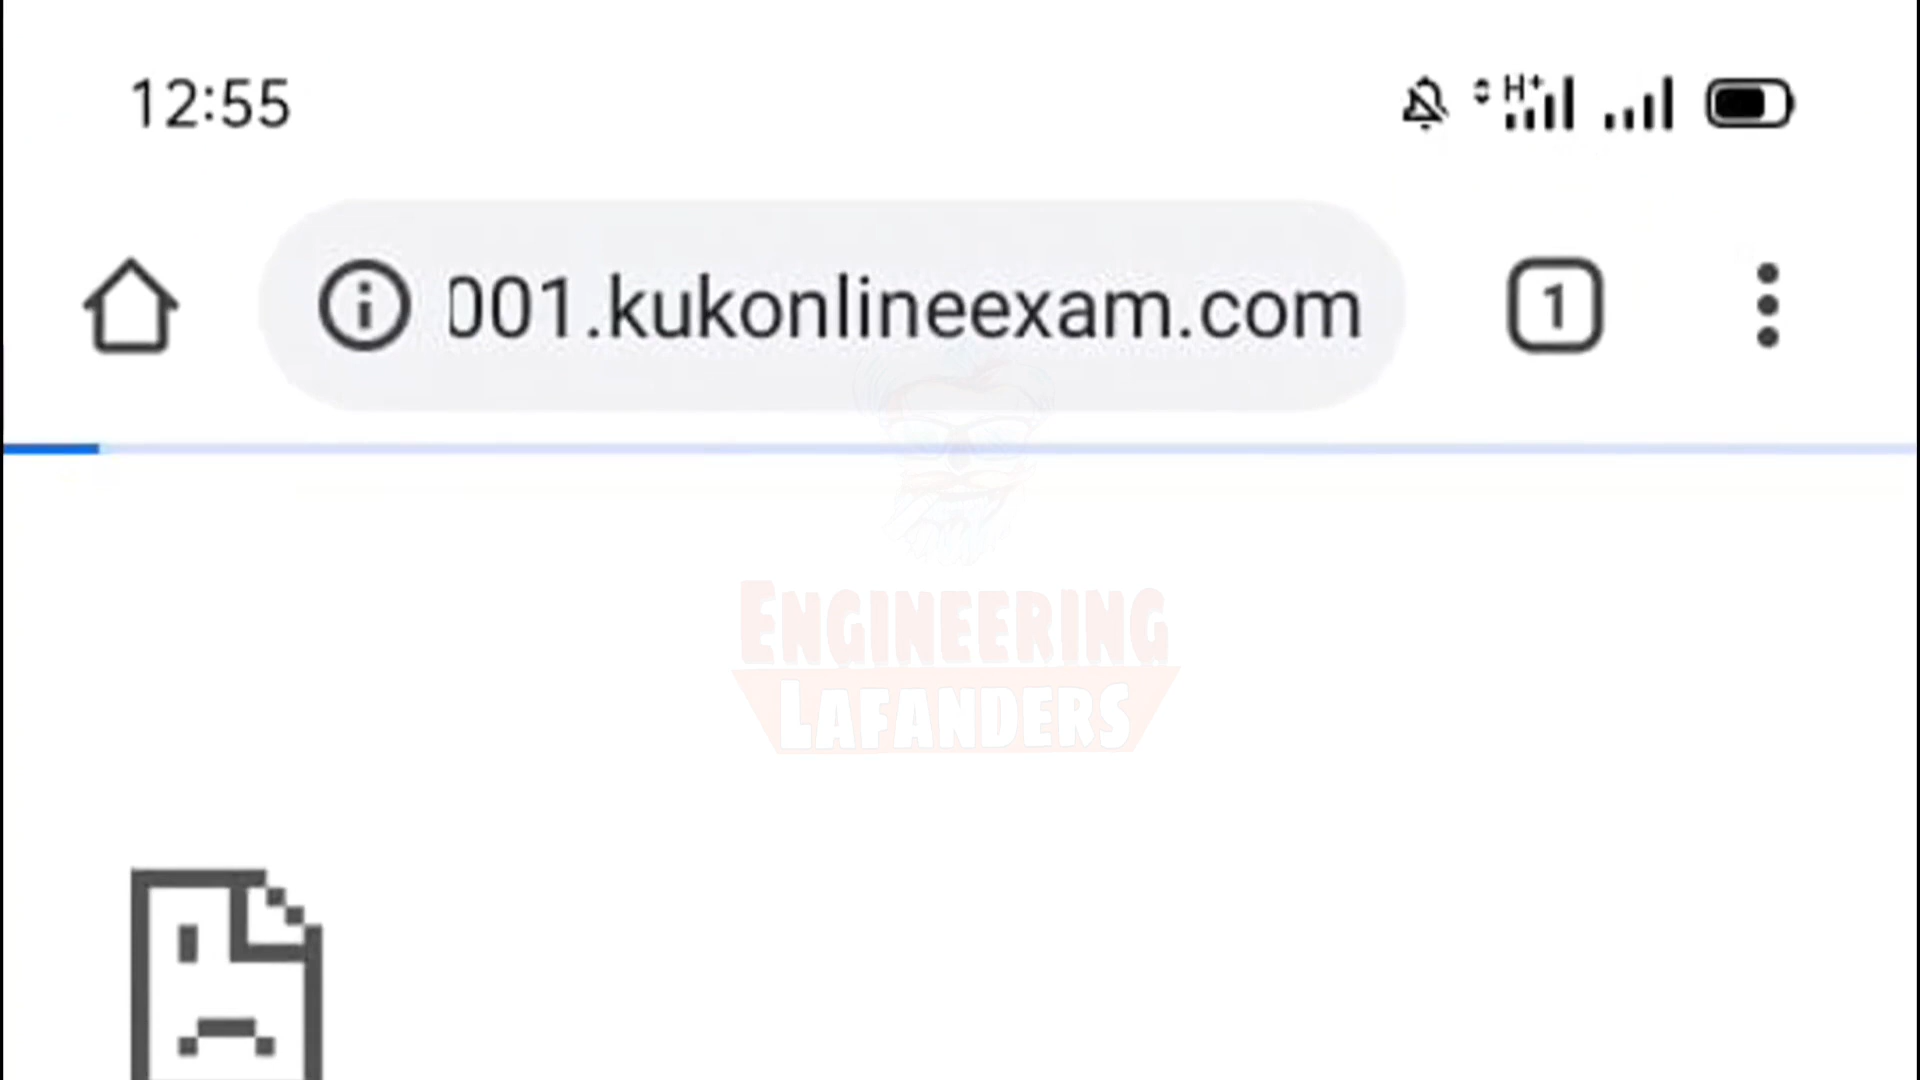 12:55
H+
001.kukonlineexam.com
1
ENGINEERING
LAFANDERS